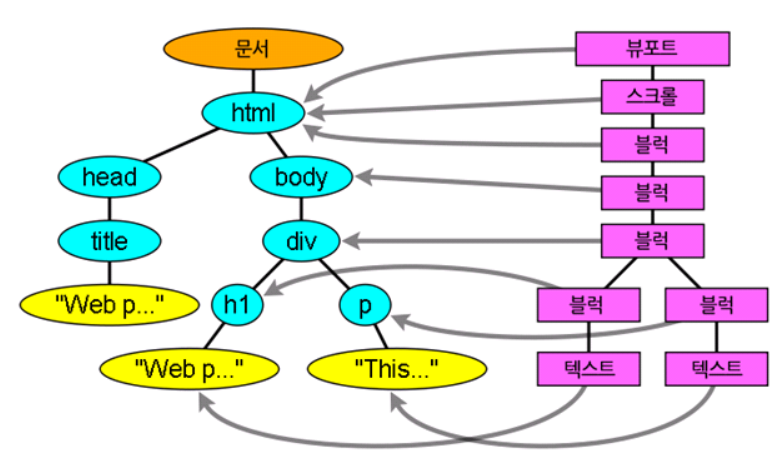 문서
뷰포트
html
스크롤
블럭
head
body
블럭
title
div
블럭
"Web p..."
h1
p
블럭
블럭
"Web p..."
"This..."
텍스트
텍스트